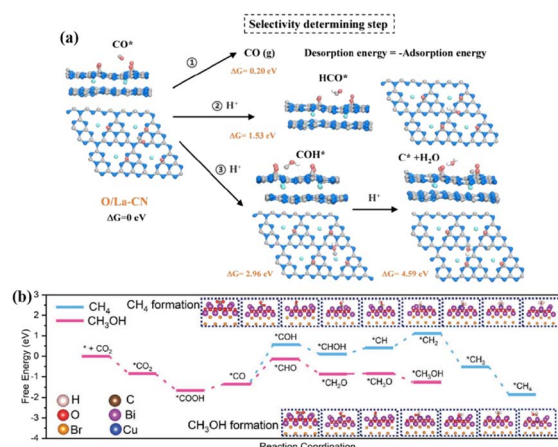 Selectivity determining step
(a)
CO*
①
CO (g)
ΔG= 0.20 eV
Desorption energy = -Adsorption energy
HCO*
② H⁺
ΔG= 1.53 eV
③ H⁺
COH*
C* +H₂O
H⁺
O/La-CN
ΔG=0 eV
ΔG= 2.96 eV
ΔG= 4.59 eV
(b)
Free Energy (eV)
3
2
1
0
-1
-2
-4
CH₄ CH₄ formation
CH₃OH
* + CO₂
*CO₂
*COOH
*CO
*COH
*CHO
*CHOH
*CH₂O
*CH
*CH₂O
*CH₂
*CH₃OH
*CH₃
*CH₄
H C
O Bi
Br Cu
CH₃OH formation
Reaction Coordination